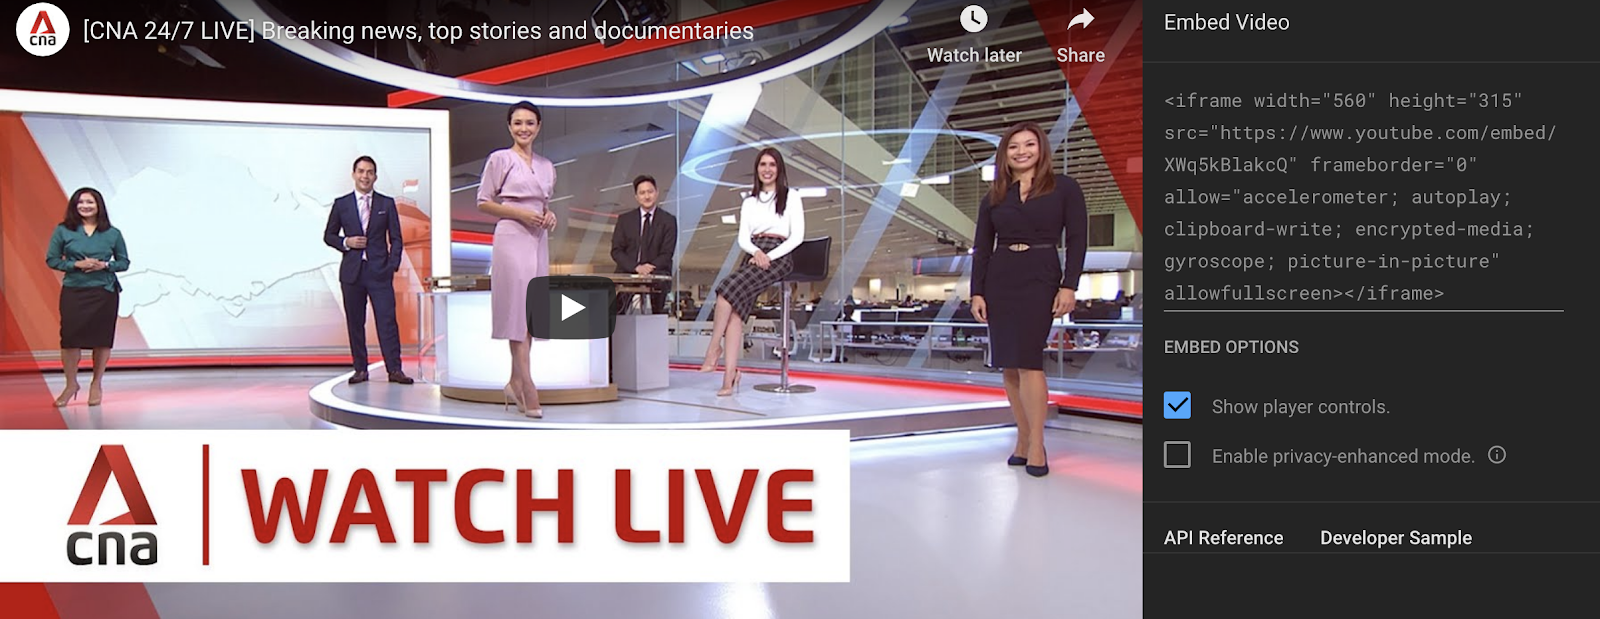 cna
[CNA 24/7 LIVE] Breaking news, top stories and documentaries
Watch later
Share
cna
WATCH LIVE
Embed Video
<iframe width="560" height="315"
src="https://www.youtube.com/embed/
XWq5kBlakcQ" frameborder="0"
allow="accelerometer; autoplay;
clipboard-write; encrypted-media;
gyroscope; picture-in-picture"
allowfullscreen></iframe>
EMBED OPTIONS
Show player controls.
Enable privacy-enhanced mode.
API Reference
Developer Sample